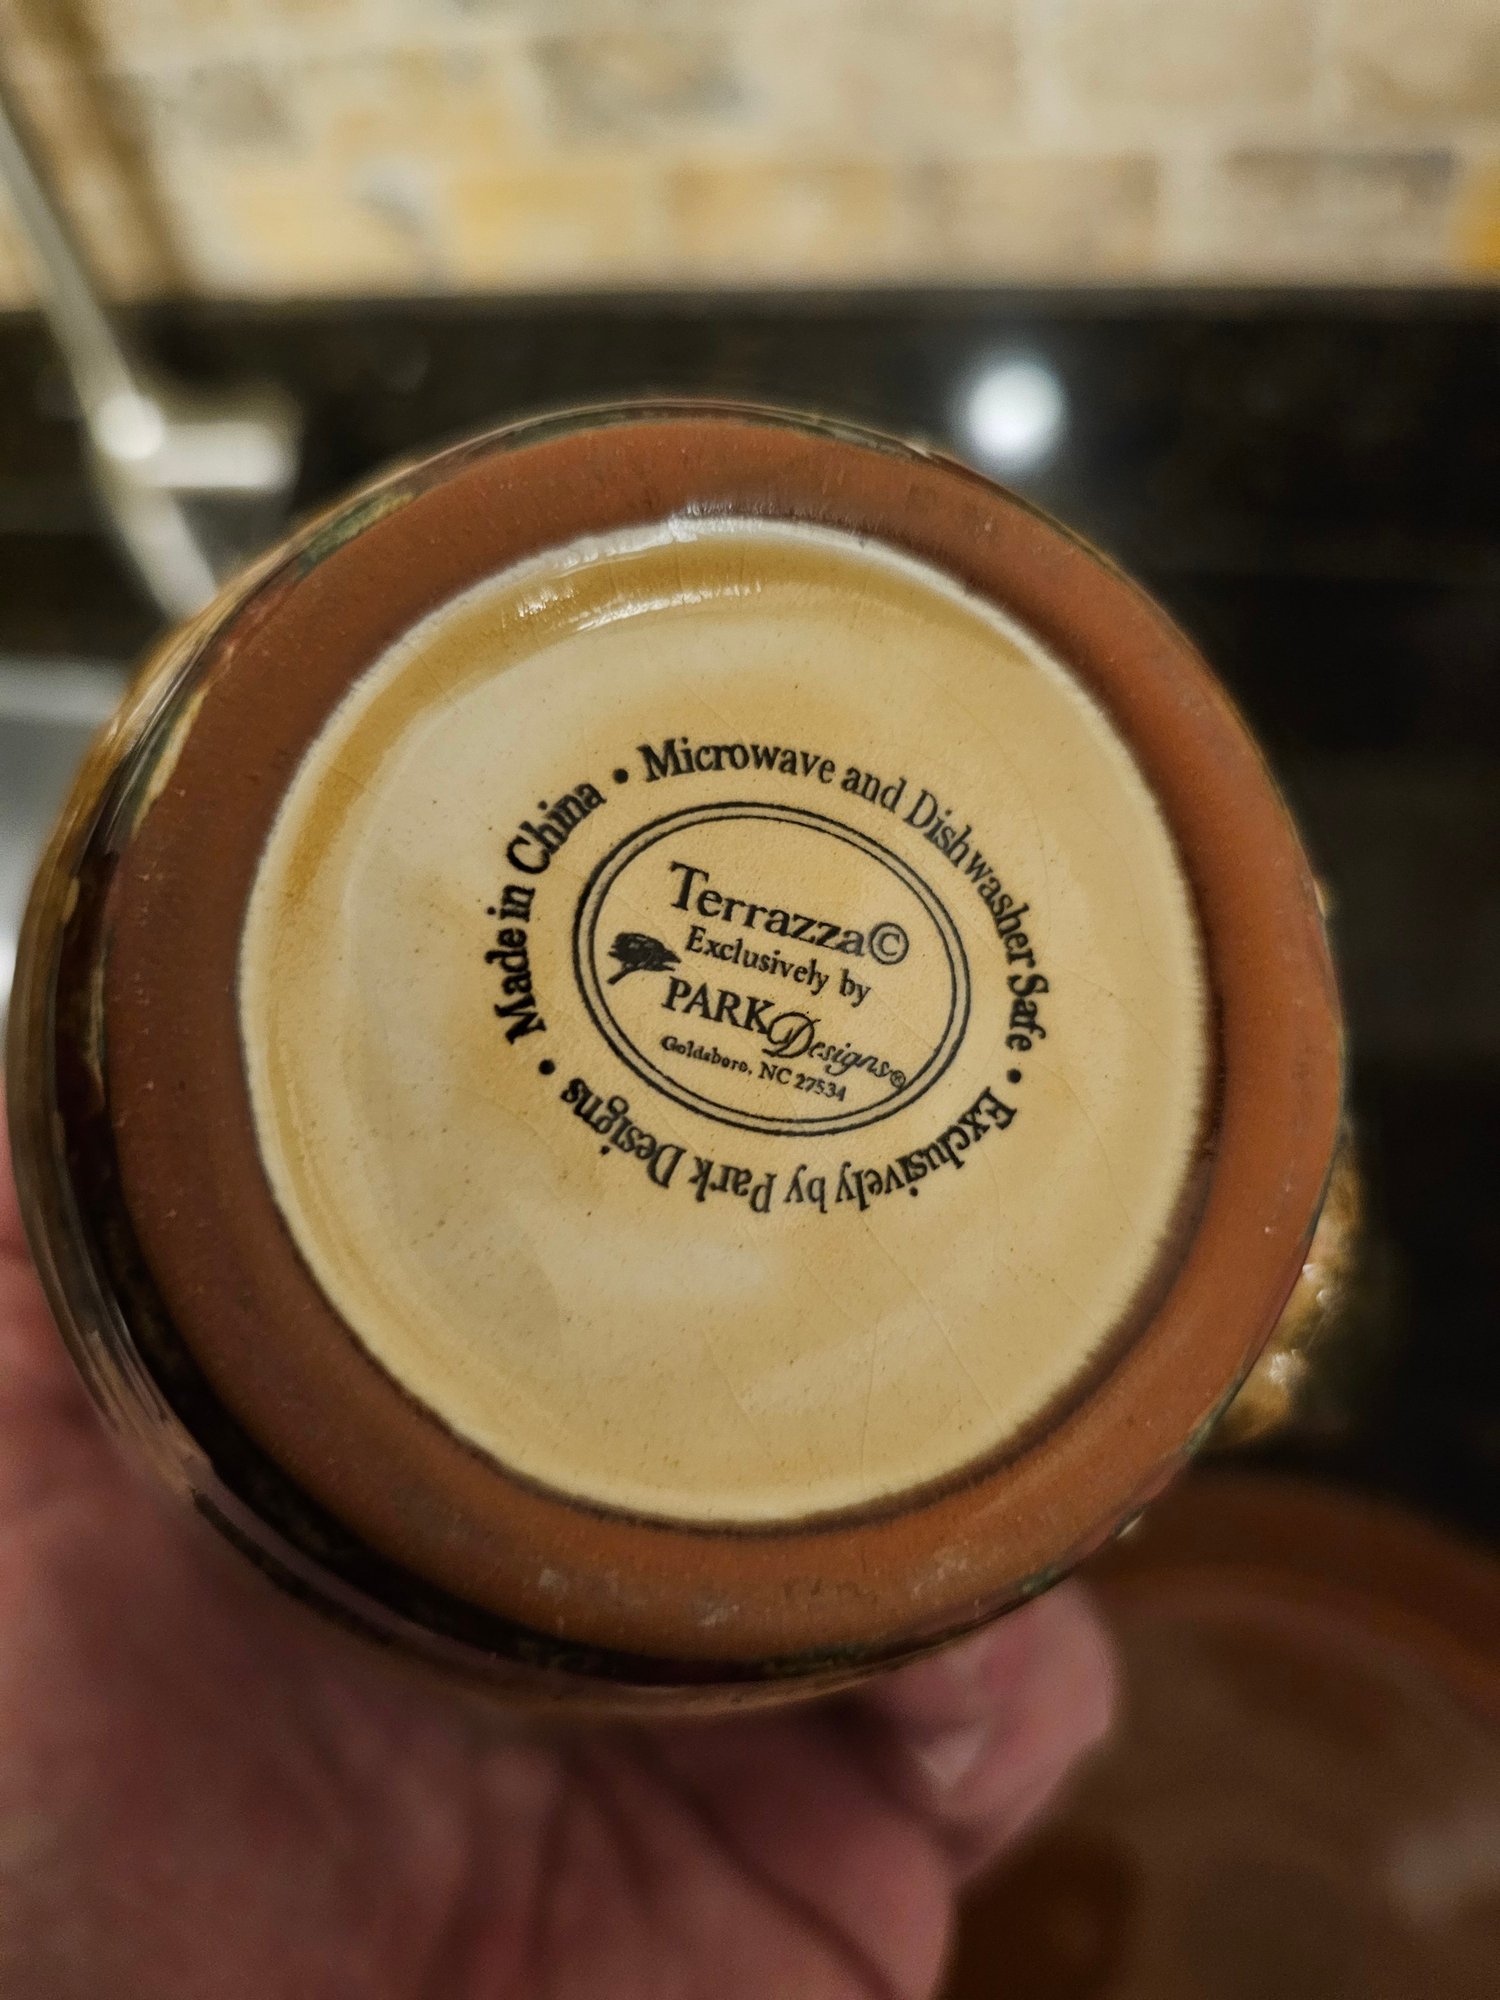 • Microwave and Dishwasher Safe • Exclusively by Park Designs • Made in China
Terrazza©
Exclusively by
PARK Designs®
Goldsboro, NC 27534